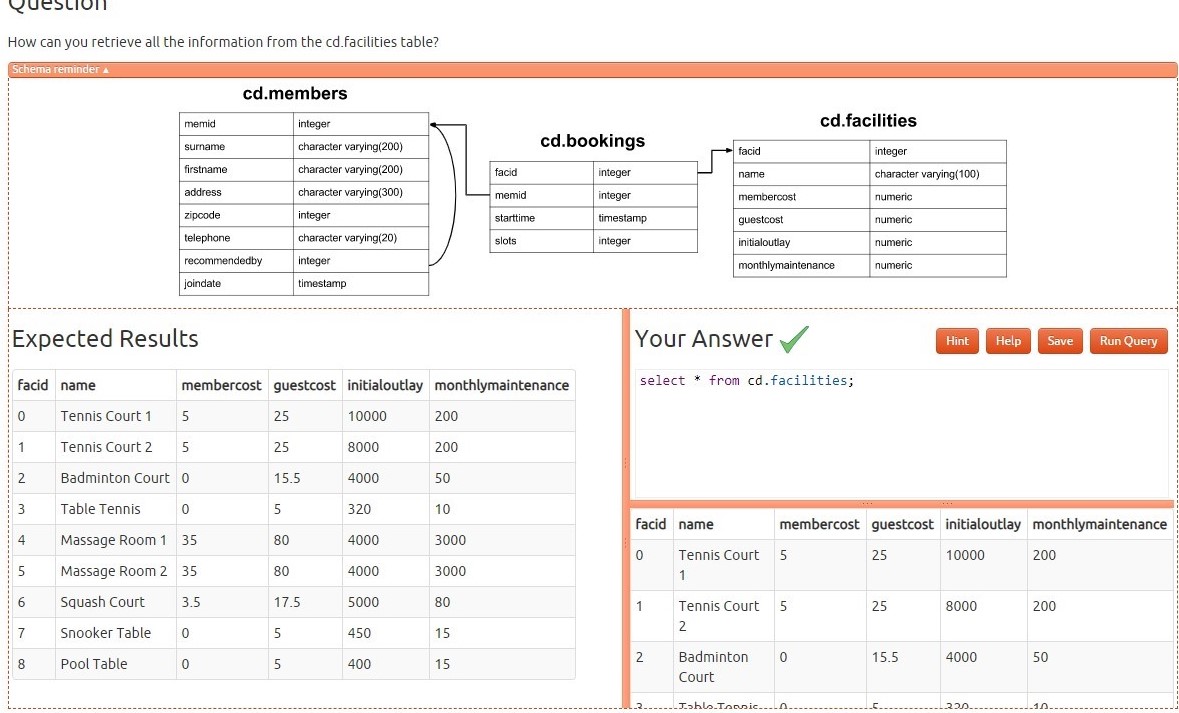 Question
How can you retrieve all the information from the cd.facilities table?
Schema reminder ▲
cd.members
memid integer
surname character varying(200)
firstname character varying(200)
address character varying(300)
zipcode integer
telephone character varying(20)
recommendedby integer
joindate timestamp
cd.bookings
facid integer
memid integer
starttime timestamp
slots integer
cd.facilities
facid integer
name character varying(100)
membercost numeric
guestcost numeric
initialoutlay numeric
monthlymaintenance numeric
Expected Results
facid name membercost guestcost initialoutlay monthlymaintenance
0 Tennis Court 1 5 25 10000 200
1 Tennis Court 2 5 25 8000 200
2 Badminton Court 0 15.5 4000 50
3 Table Tennis 0 5 320 10
4 Massage Room 1 35 80 4000 3000
5 Massage Room 2 35 80 4000 3000
6 Squash Court 3.5 17.5 5000 80
7 Snooker Table 0 5 450 15
8 Pool Table 0 5 400 15
Your Answer
Hint Help Save Run Query
select * from cd.facilities;
facid name membercost guestcost initialoutlay monthlymaintenance
0 Tennis Court 5 25 10000 200
1
1 Tennis Court 5 25 8000 200
2
2 Badminton 0 15.5 4000 50
Court
3 Table Tennis 0 5 320 10